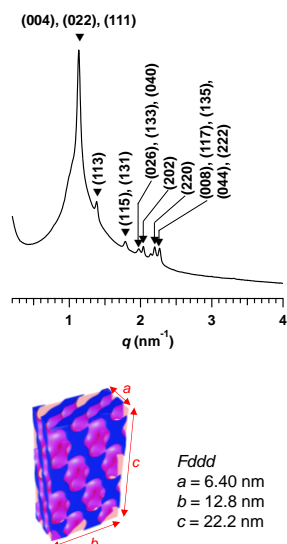 (004), (022), (111)
(113)
(115), (131)
(026), (133), (040)
(202)
(220)
(008), (117), (135),
(044), (222)
1 2 3 4
q (nm⁻¹)
a
c
b
Fddd
a = 6.40 nm
b = 12.8 nm
c = 22.2 nm